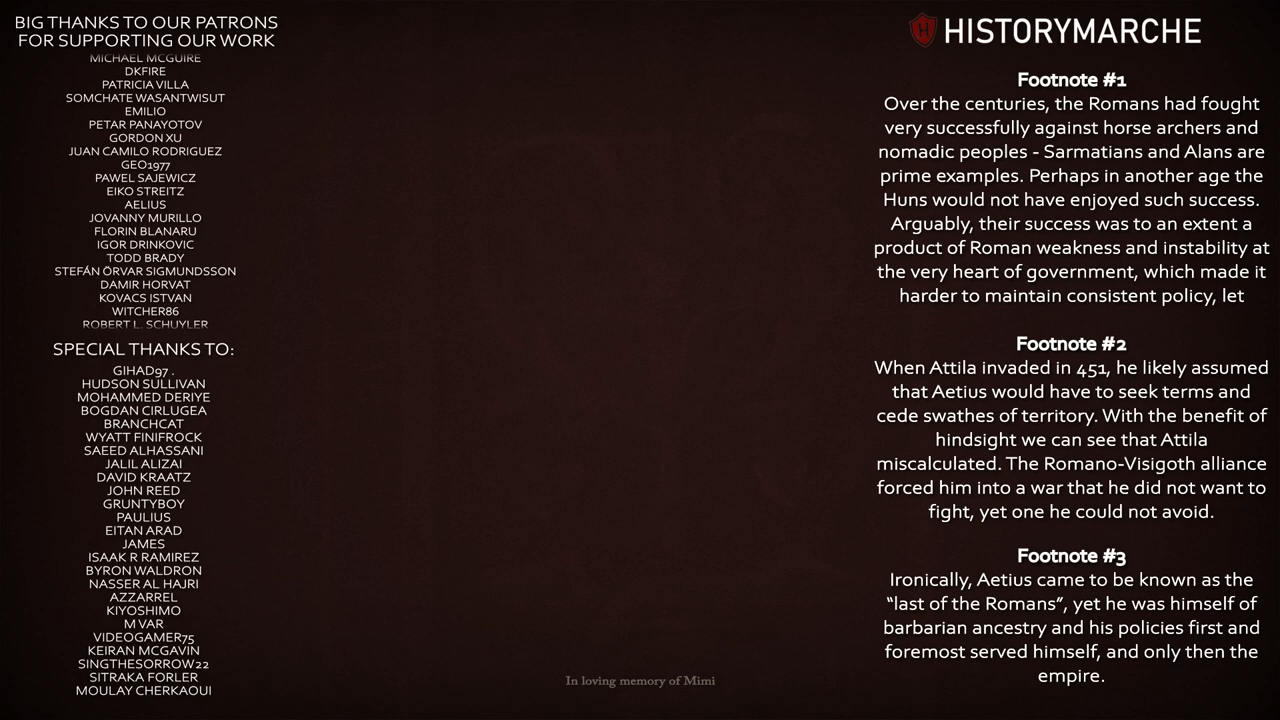 BIG THANKS TO OUR PATRONS
FOR SUPPORTING OUR WORK
MICHAEL MCGUIRE
DKFIRE
PATRICIA VILLA
SOMCHATE WASANTWISUT
EMILIO
PETAR PANAYOTOV
GORDON XU
JUAN CAMILO RODRIGUEZ
GEO1977
PAWEL SAJEWICZ
EIKO STREITZ
AELIUS
JOVANNY MURILLO
FLORIN BLANARU
IGOR DRINKOVIC
TODD BRADY
STEFÁN ÖRVAR SIGMUNDSSON
DAMIR HORVAT
KOVACS ISTVAN
WITCHER86
ROBERT L. SCHUYLER
SPECIAL THANKS TO:
GIHAD97 .
HUDSON SULLIVAN
MOHAMMED DERIYE
BOGDAN CIRLUGEA
BRANCHCAT
WYATT FINIFROCK
SAEED ALHASSANI
JALIL ALIZAI
DAVID KRAATZ
JOHN REED
GRUNTYBOY
PAULIUS
EITAN ARAD
JAMES
ISAAK R RAMIREZ
BYRON WALDRON
NASSER AL HAJRI
AZZARREL
KIYOSHIMO
M VAR
VIDEOGAMER75
KEIRAN MCGAVIN
SINGTHESORROW22
SITRAKA FORLER
MOULAY CHERKAOUI
In loving memory of Mimi
HISTORYMARCHE
Footnote #1
Over the centuries, the Romans had fought
very successfully against horse archers and
nomadic peoples - Sarmatians and Alans are
prime examples. Perhaps in another age the
Huns would not have enjoyed such success.
Arguably, their success was to an extent a
product of Roman weakness and instability at
the very heart of government, which made it
harder to maintain consistent policy, let
Footnote #2
When Attila invaded in 451, he likely assumed
that Aetius would have to seek terms and
cede swathes of territory. With the benefit of
hindsight we can see that Attila
miscalculated. The Romano-Visigoth alliance
forced him into a war that he did not want to
fight, yet one he could not avoid.
Footnote #3
Ironically, Aetius came to be known as the
“last of the Romans”, yet he was himself of
barbarian ancestry and his policies first and
foremost served himself, and only then the
empire.